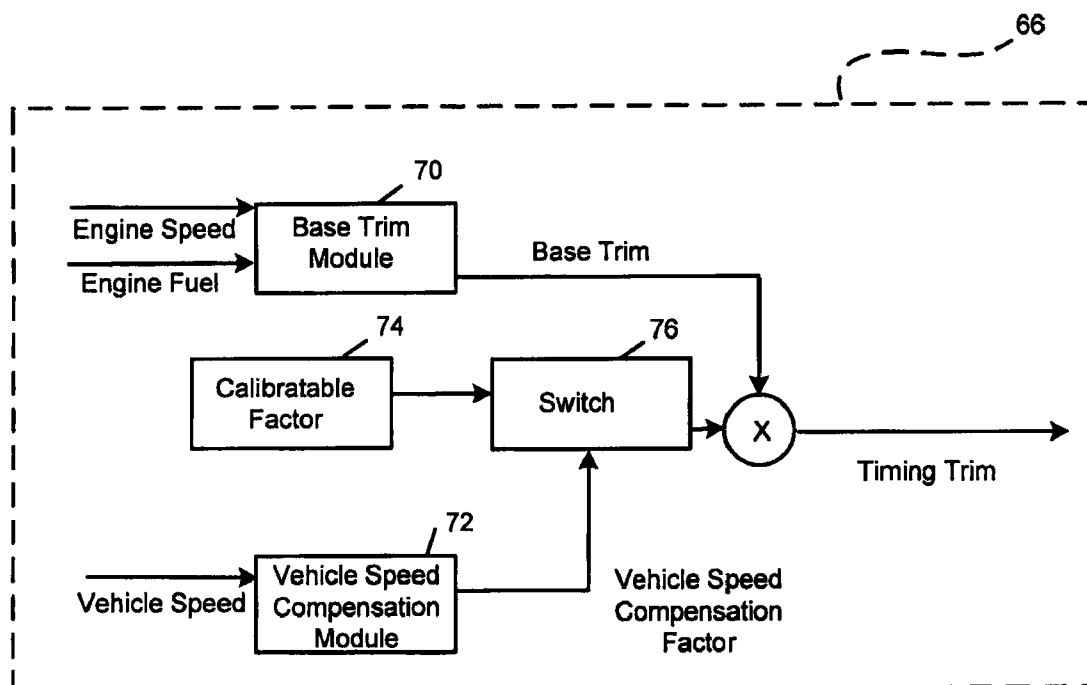 66
70
Engine Speed
Base Trim
Module
Base Trim
Engine Fuel
74
76
Calibratable
Factor
Switch
X
Timing Trim
72
Vehicle Speed
Vehicle Speed
Compensation
Module
Vehicle Speed
Compensation
Factor